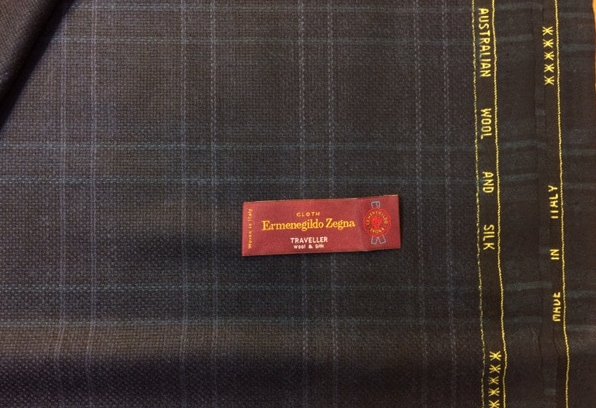 Woven in Italy
CLOTH
Ermenegildo Zegna
TRAVELLER
Wool & Silk
AUSTRALIAN WOOL AND SILK
MADE IN ITALY